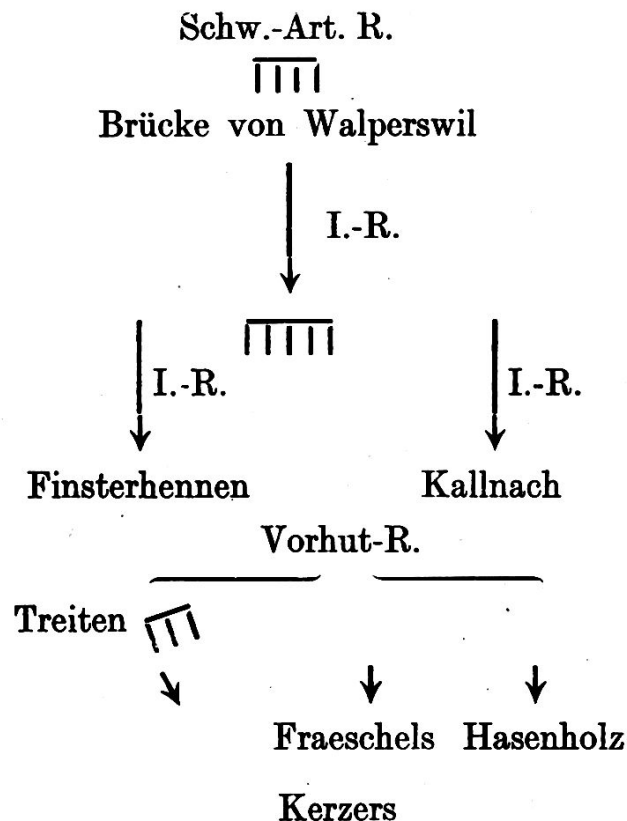 Schw.-Art. R.
Brücke von Walperswil
I.-R.
I.-R. I.-R.
Finsterhennen Kallnach
Vorhut-R.
Treiten
Fraeschels Hasenholz
Kerzers